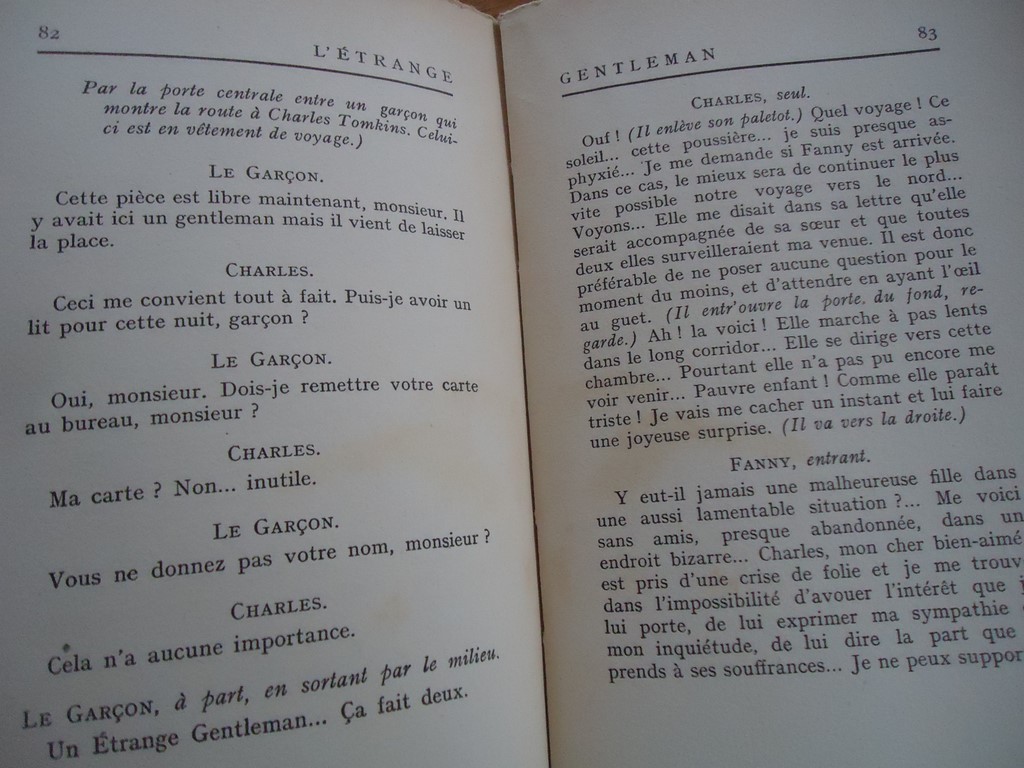 82
L'ÉTRANGE
Par la porte centrale entre un garçon qui
montre la route à Charles Tomkins. Celui-
ci est en vêtement de voyage.)
LE GARÇON.
Cette pièce est libre maintenant, monsieur. Il
y avait ici un gentleman mais il vient de laisser
la place.
CHARLES.
Ceci me convient tout à fait. Puis-je avoir un
lit pour cette nuit, garçon ?
LE GARÇON.
Oui, monsieur. Dois-je remettre votre carte
au bureau, monsieur ?
CHARLES.
Ma carte ? Non... inutile.
LE GARÇON.
Vous ne donnez pas votre nom, monsieur ?
CHARLES.
Cela n'a aucune importance.
LE GARÇON, à part, en sortant par le milieu.
Un Étrange Gentleman... Ça fait deux.
GENTLEMAN
83
CHARLES, seul.
Ouf ! (Il enlève son paletot.) Quel voyage ! Ce
soleil... cette poussière... je suis presque as-
phyxié... Je me demande si Fanny est arrivée.
Dans ce cas, le mieux sera de continuer le plus
vite possible notre voyage vers le nord...
Voyons... Elle me disait dans sa lettre qu'elle
serait accompagnée de sa sœur et que toutes
deux elles surveilleraient ma venue. Il est donc
préférable de ne poser aucune question pour le
moment du moins, et d'attendre en ayant l'œil
au guet. (Il entr'ouvre la porte. du fond, re-
garde.) Ah ! la voici ! Elle marche à pas lents
dans le long corridor... Elle se dirige vers cette
chambre... Pourtant elle n'a pas pu encore me
voir venir... Pauvre enfant ! Comme elle paraît
triste ! Je vais me cacher un instant et lui faire
une joyeuse surprise. (Il va vers la droite.)
FANNY, entrant.
Y eut-il jamais une malheureuse fille dans
une aussi lamentable situation ?... Me voici
sans amis, presque abandonnée, dans un
endroit bizarre... Charles, mon cher bien-aimé
est pris d'une crise de folie et je me trouv
dans l'impossibilité d'avouer l'intérêt que j
lui porte, de lui exprimer ma sympathie
mon inquiétude, de lui dire la part que
prends à ses souffrances... Je ne peux suppor